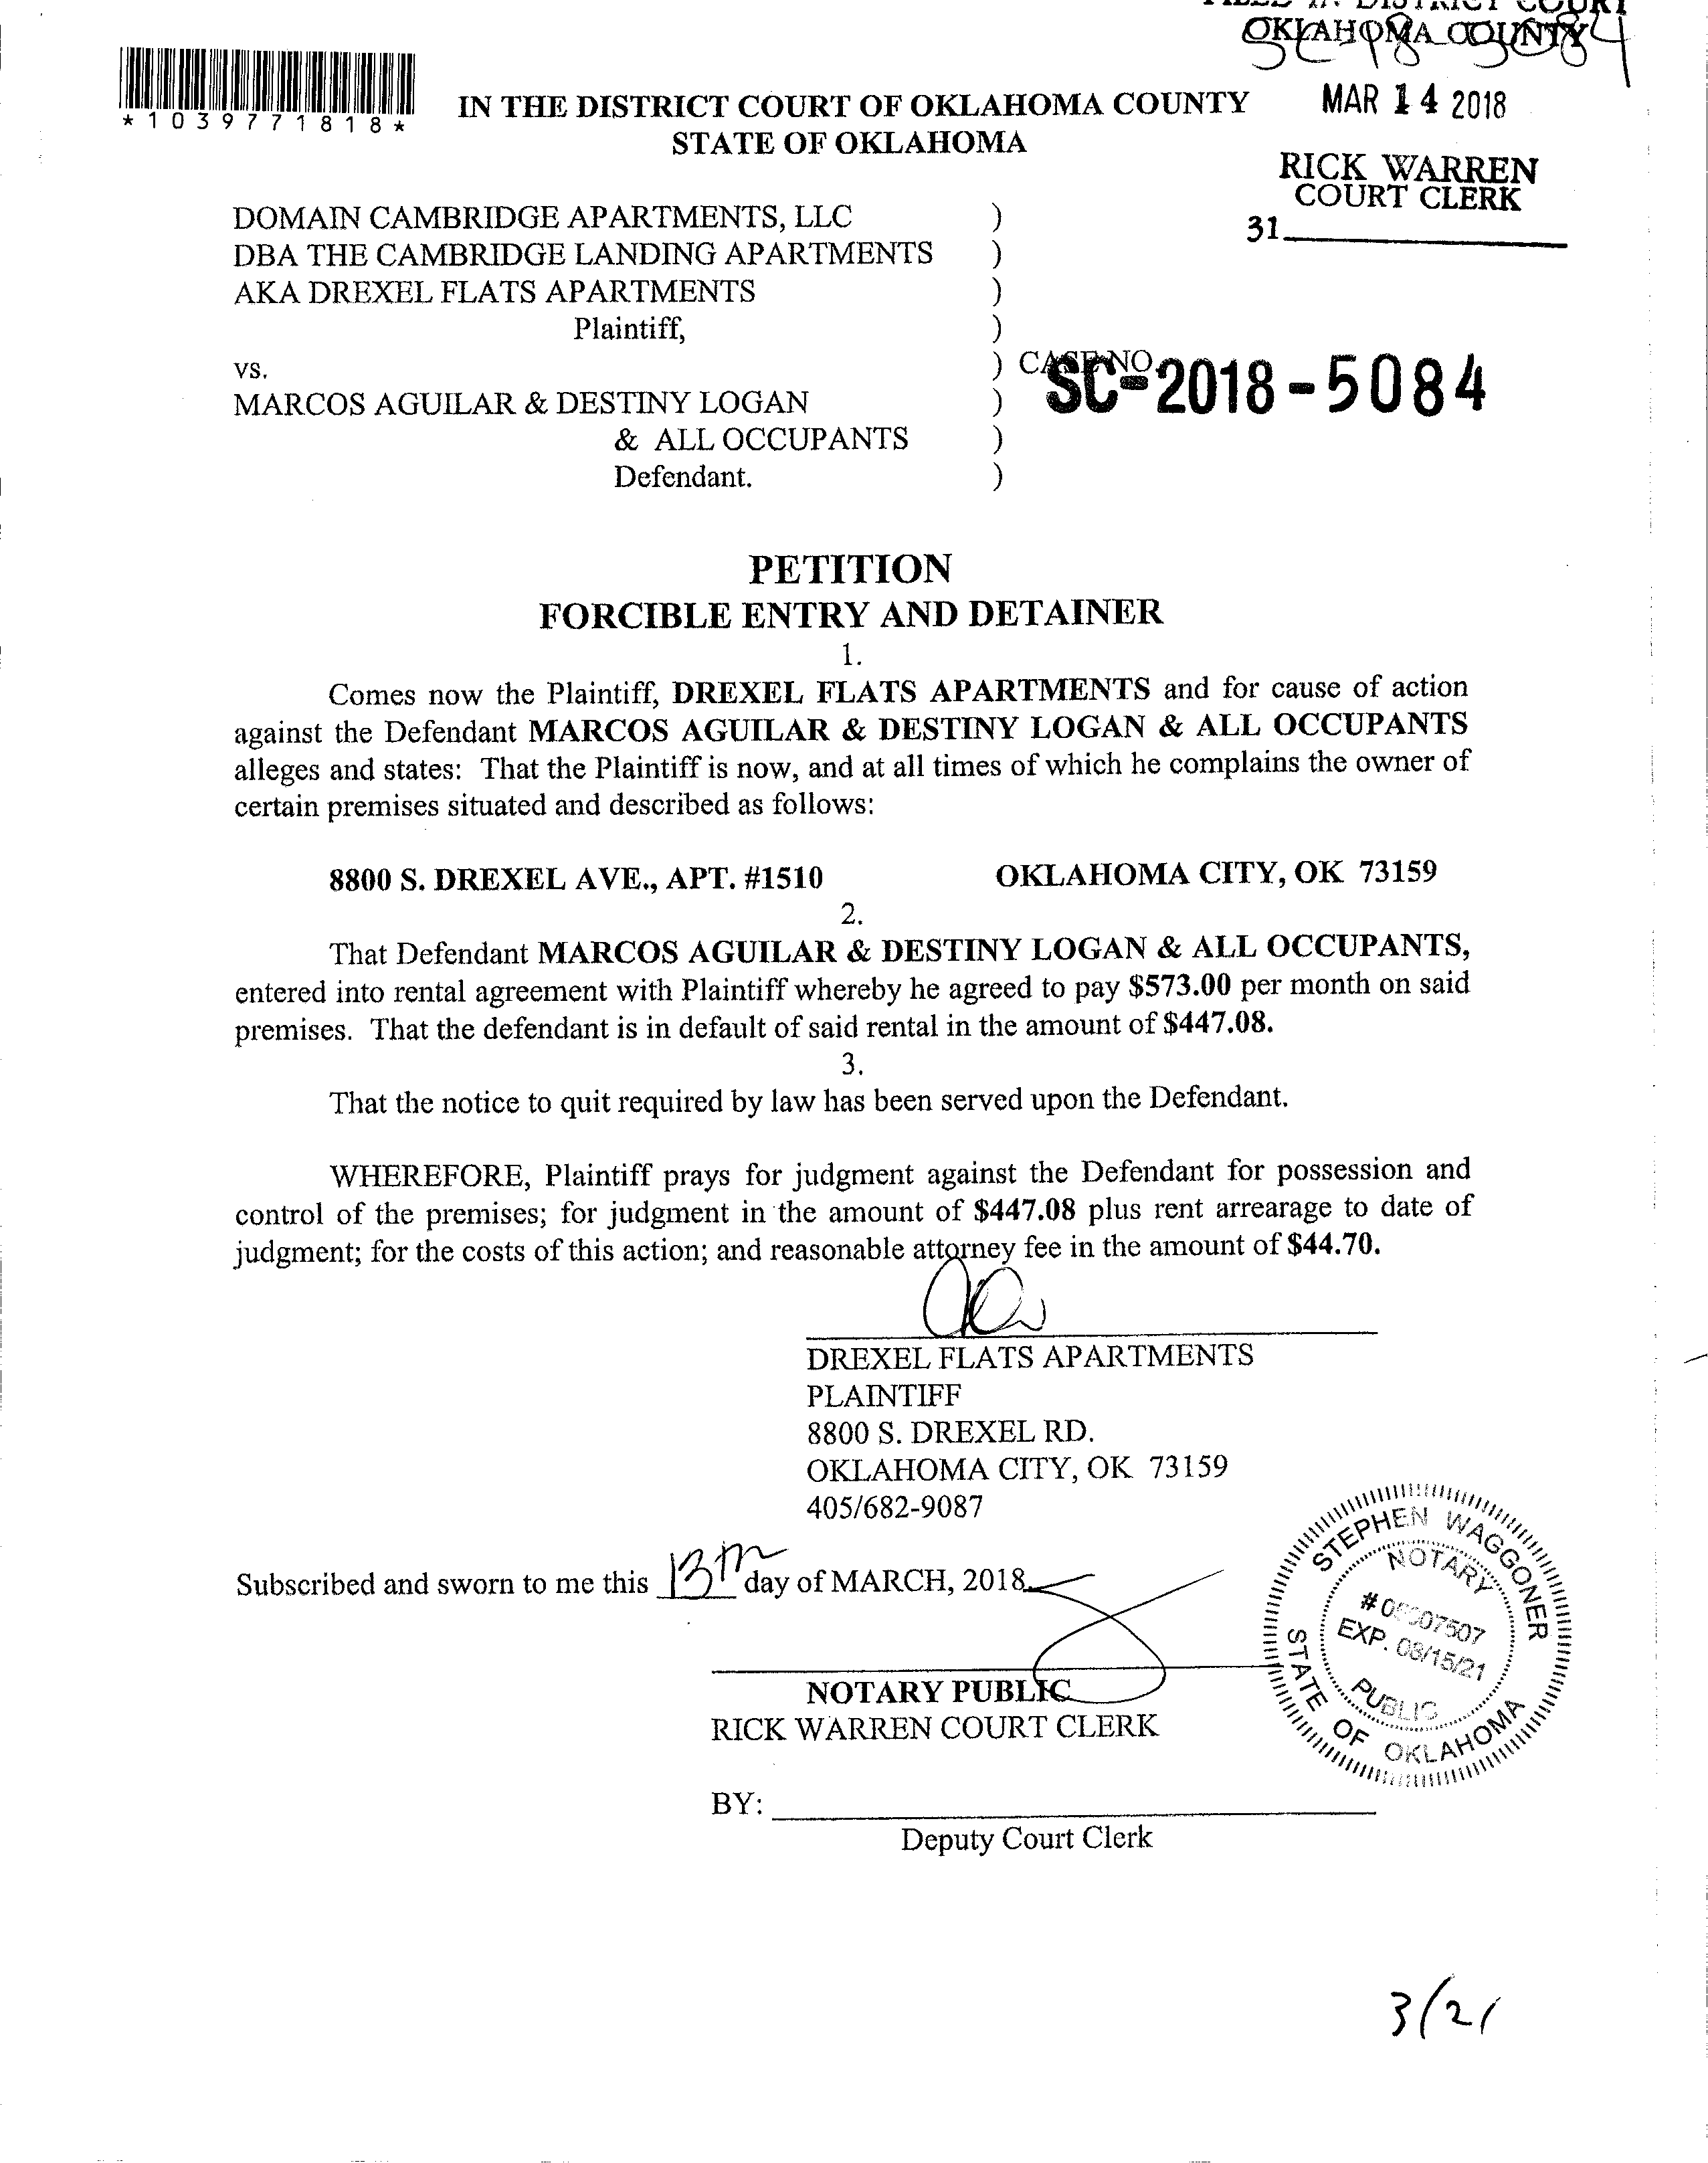 FILED IN DISTRICT COURT
OKLAHOMA COUNTY
*1039771818*
IN THE DISTRICT COURT OF OKLAHOMA COUNTY
STATE OF OKLAHOMA
MAR 14 2018
RICK WARREN
COURT CLERK
31
DOMAIN CAMBRIDGE APARTMENTS, LLC )
DBA THE CAMBRIDGE LANDING APARTMENTS )
AKA DREXEL FLATS APARTMENTS )
Plaintiff, )
vs. ) CASE NO.
SC-2018-5084
MARCOS AGUILAR & DESTINY LOGAN )
& ALL OCCUPANTS )
Defendant. )
PETITION
FORCIBLE ENTRY AND DETAINER
1.
Comes now the Plaintiff, DREXEL FLATS APARTMENTS and for cause of action
against the Defendant MARCOS AGUILAR & DESTINY LOGAN & ALL OCCUPANTS
alleges and states: That the Plaintiff is now, and at all times of which he complains the owner of
certain premises situated and described as follows:
8800 S. DREXEL AVE., APT. #1510 OKLAHOMA CITY, OK 73159
2.
That Defendant MARCOS AGUILAR & DESTINY LOGAN & ALL OCCUPANTS,
entered into rental agreement with Plaintiff whereby he agreed to pay $573.00 per month on said
premises. That the defendant is in default of said rental in the amount of $447.08.
3.
That the notice to quit required by law has been served upon the Defendant.
WHEREFORE, Plaintiff prays for judgment against the Defendant for possession and
control of the premises; for judgment in the amount of $447.08 plus rent arrearage to date of
judgment; for the costs of this action; and reasonable attorney fee in the amount of $44.70.
DREXEL FLATS APARTMENTS
PLAINTIFF
8800 S. DREXEL RD.
OKLAHOMA CITY, OK 73159
405/682-9087
Subscribed and sworn to me this 13th day of MARCH, 2018.
STEPHEN WAGGONER
NOTARY
EXP. 08/15/21
PUBLIC
STATE OF OKLAHOMA
NOTARY PUBLIC
RICK WARREN COURT CLERK
BY:
Deputy Court Clerk
3/21